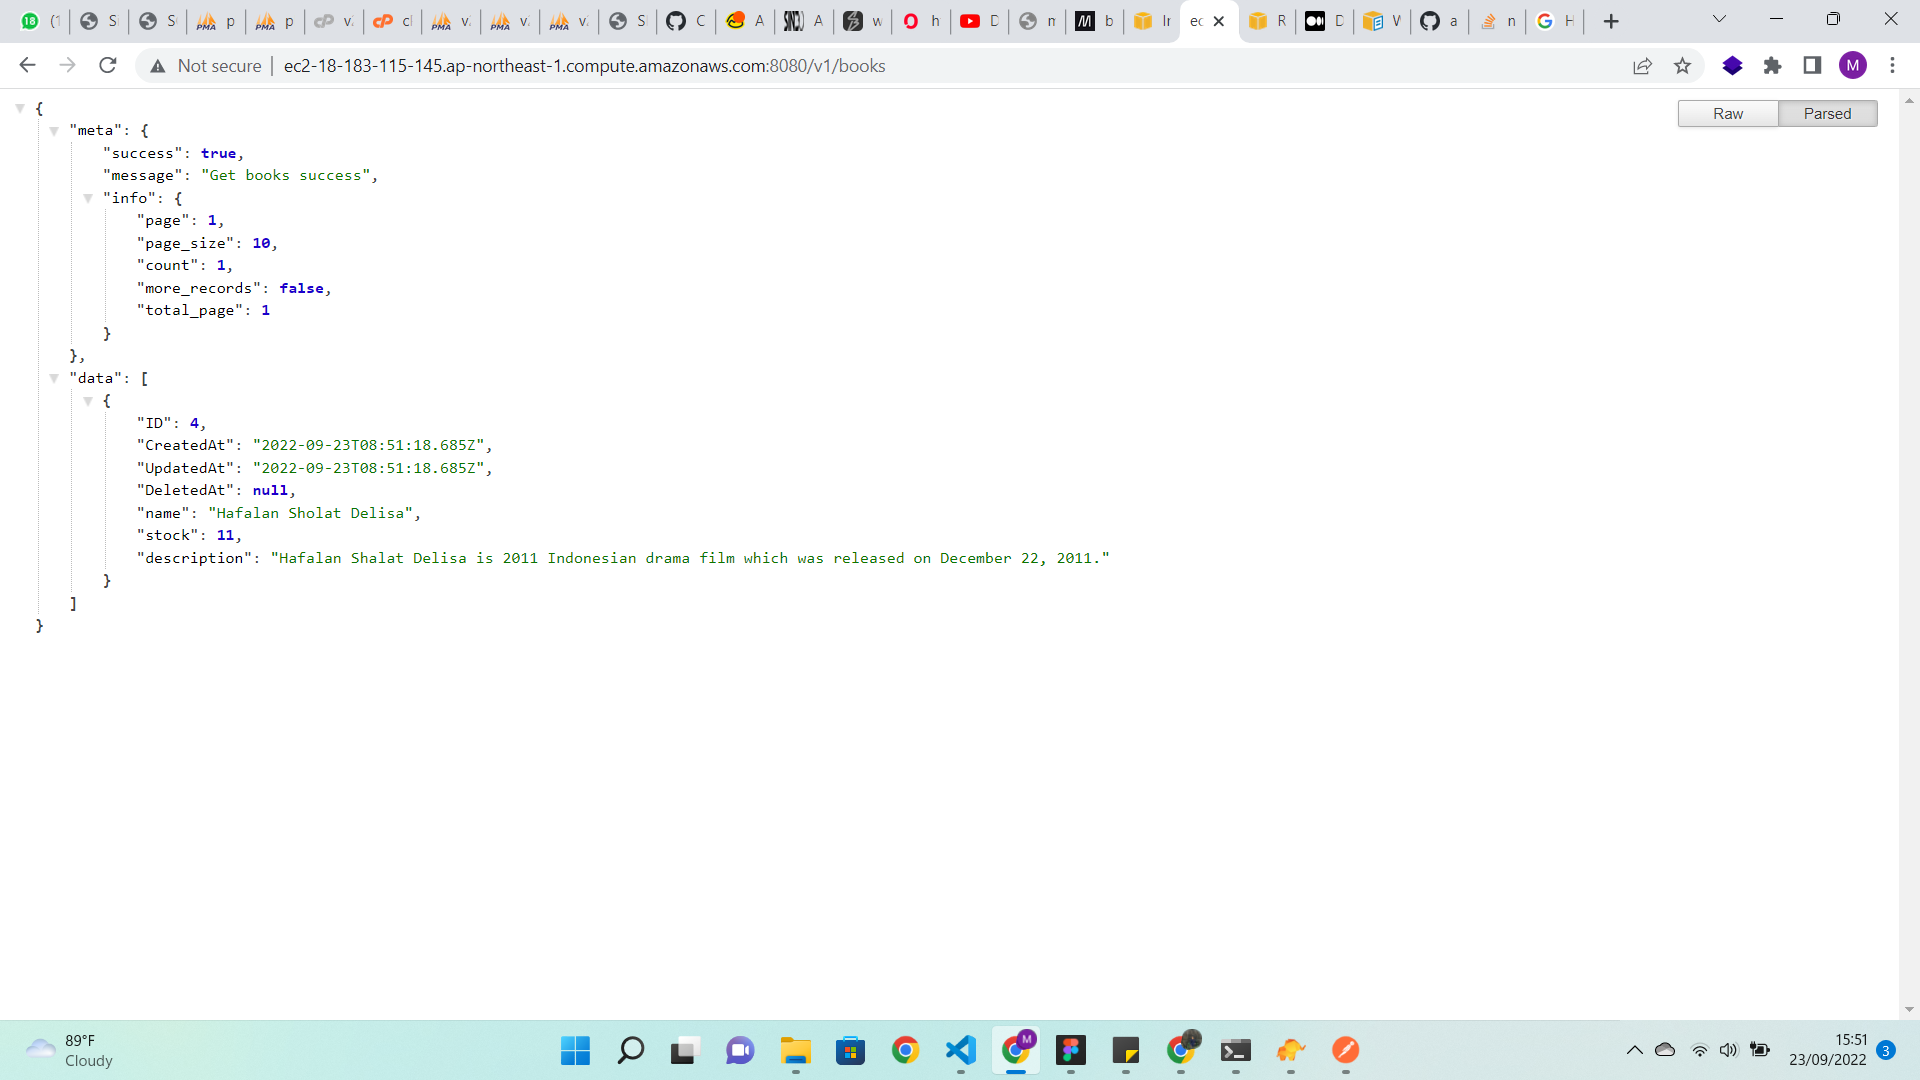 18 (1 S S p p v cl v v v S C A A w h D m b Ir ec R D W a n H
Not secure ec2-18-183-115-145.ap-northeast-1.compute.amazonaws.com:8080/v1/books M
Raw Parsed
{
"meta": {
"success": true,
"message": "Get books success",
"info": {
"page": 1,
"page_size": 10,
"count": 1,
"more_records": false,
"total_page": 1
}
},
"data": [
{
"ID": 4,
"CreatedAt": "2022-09-23T08:51:18.685Z",
"UpdatedAt": "2022-09-23T08:51:18.685Z",
"DeletedAt": null,
"name": "Hafalan Sholat Delisa",
"stock": 11,
"description": "Hafalan Shalat Delisa is 2011 Indonesian drama film which was released on December 22, 2011."
}
]
}
89°F
Cloudy
M
15:51
23/09/2022
3